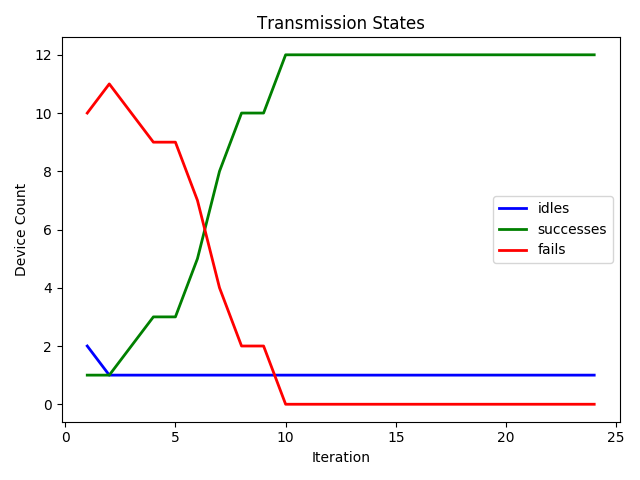 Transmission States
Device Count
12
10
8
6
4
2
0
idles
successes
fails
0 5 10 15 20 25
Iteration